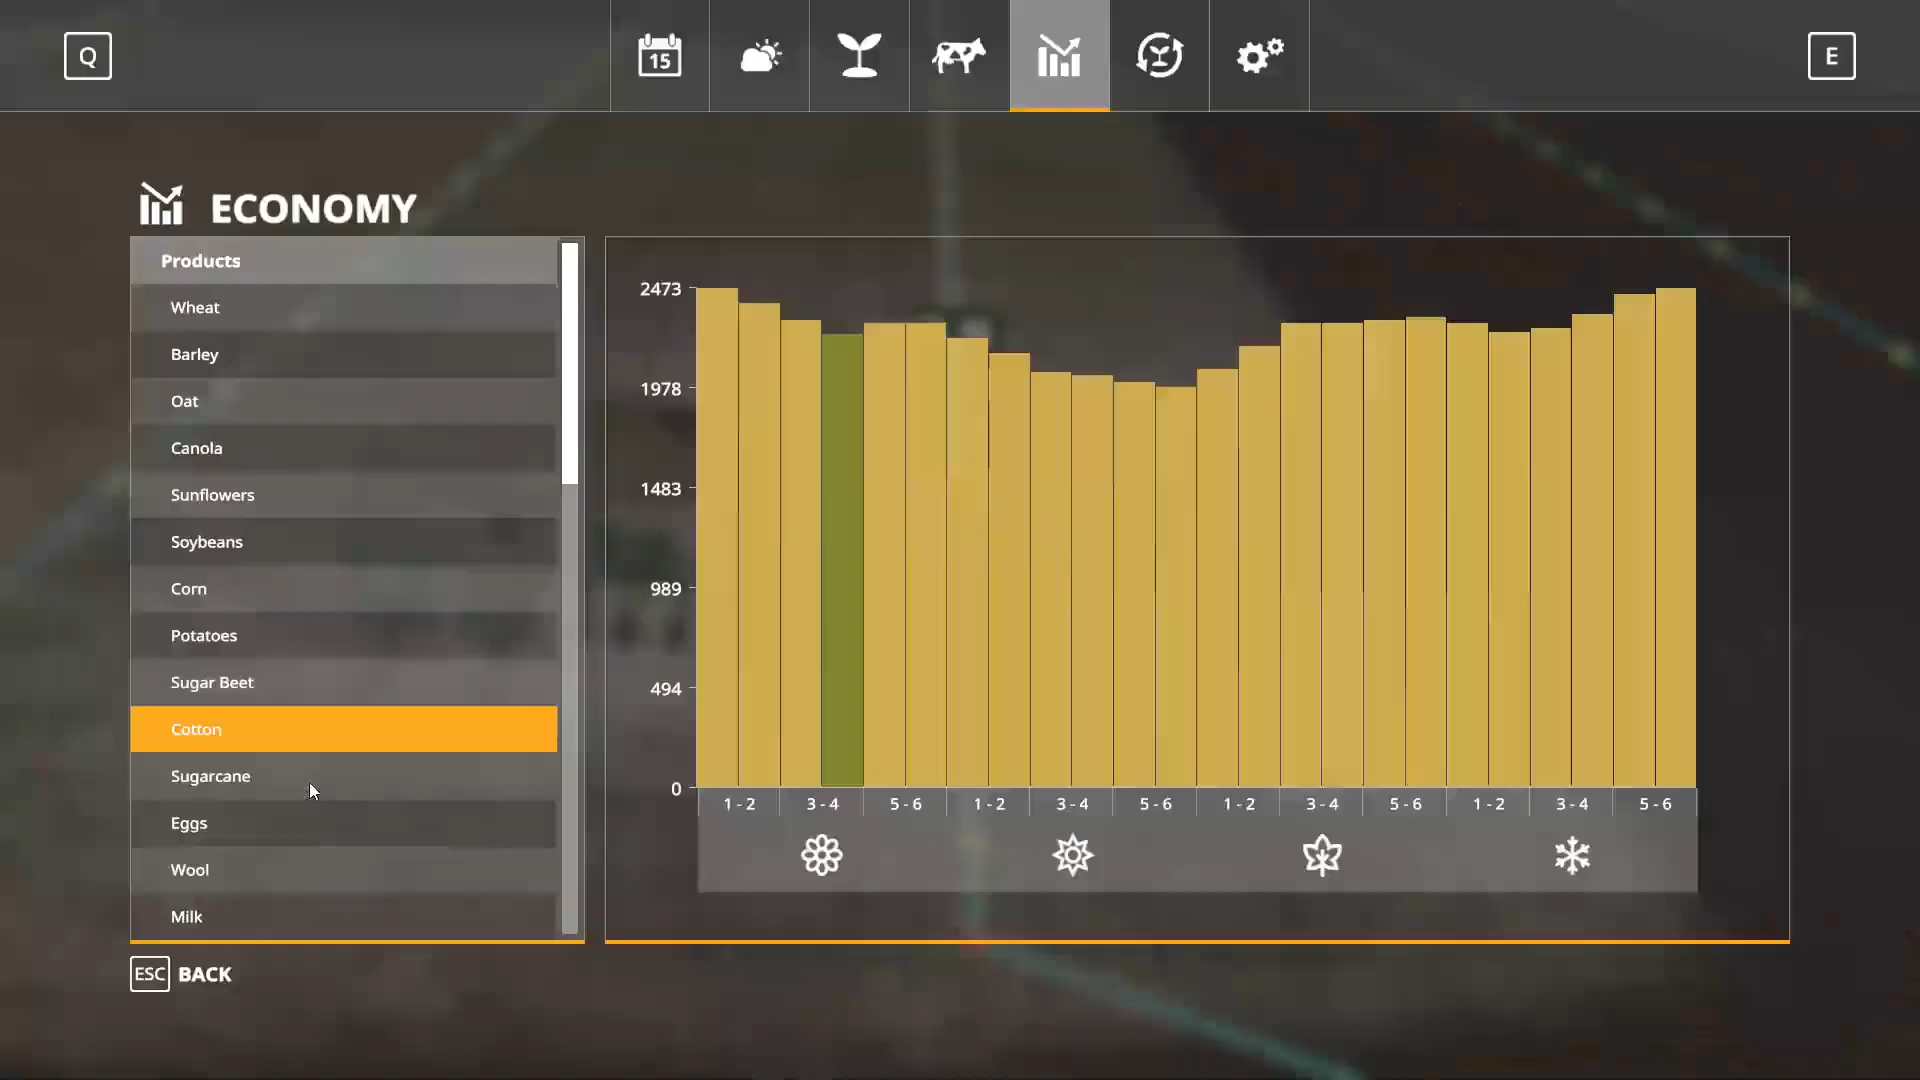 Q
15
E
ECONOMY
Products
Wheat
Barley
Oat
Canola
Sunflowers
Soybeans
Corn
Potatoes
Sugar Beet
Cotton
Sugarcane
Eggs
Wool
Milk
2473
1978
1483
989
494
0
1 - 2 3 - 4 5 - 6 1 - 2 3 - 4 5 - 6 1 - 2 3 - 4 5 - 6 1 - 2 3 - 4 5 - 6
ESC BACK